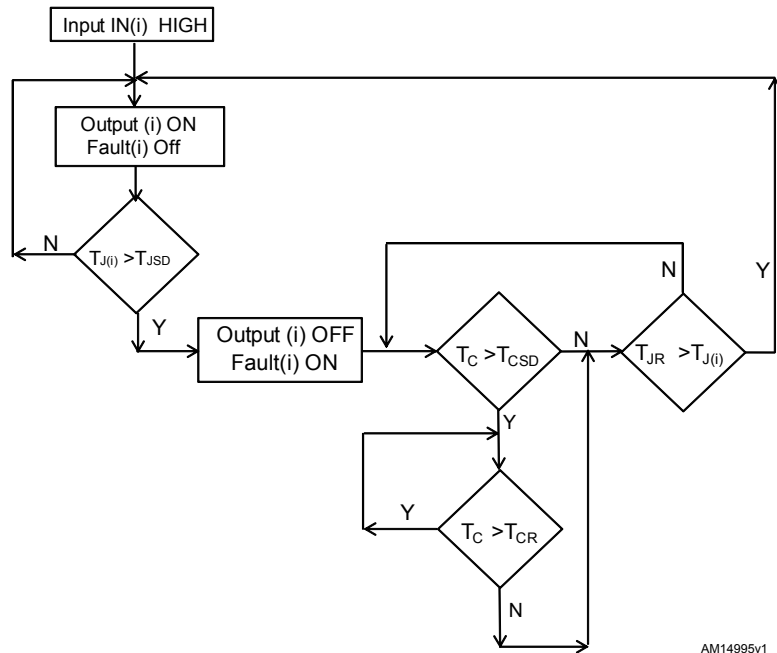 Input IN(i) HIGH
Output (i) ON
Fault(i) Off
N
TJ(i) >TJSD
Y
Output (i) OFF
Fault(i) ON
TC >TCSD
N
N
TJR >TJ(i)
Y
Y
Y
TC >TCR
N
AM14995v1